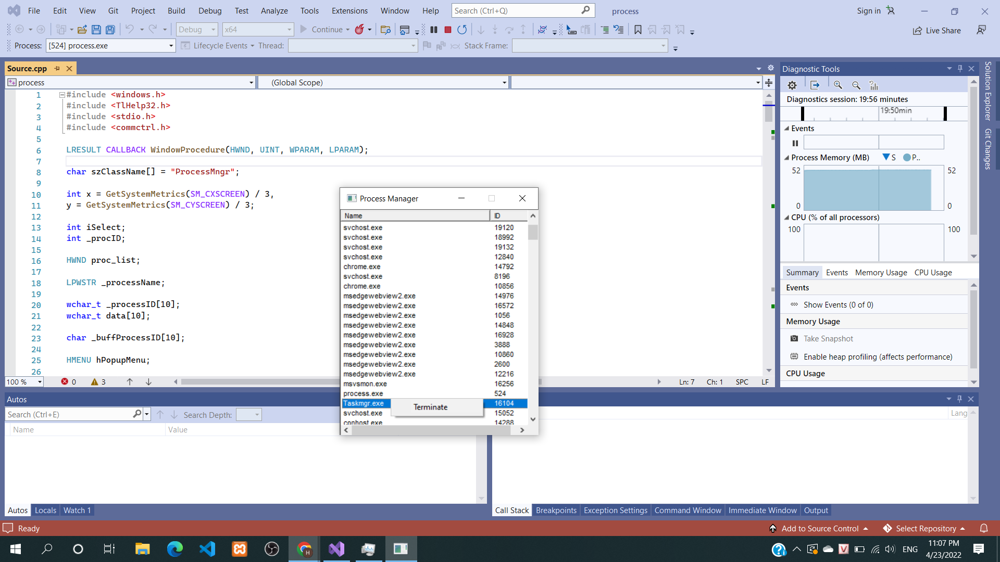 File Edit View Git Project Build Debug Test Analyze Tools Extensions Window Help Search (Ctrl+Q) process Sign in
Debug x64 Continue Live Share
Process: [524] process.exe Lifecycle Events Thread: Stack Frame:
Source.cpp
process (Global Scope)
1 #include <windows.h>
2 #include <TlHelp32.h>
3 #include <stdio.h>
4 #include <commctrl.h>
5
6 LRESULT CALLBACK WindowProcedure(HWND, UINT, WPARAM, LPARAM);
7
8 char szClassName[] = "ProcessMngr";
9
10 int x = GetSystemMetrics(SM_CXSCREEN) / 3,
11 y = GetSystemMetrics(SM_CYSCREEN) / 3;
12
13 int iSelect;
14 int _procID;
15
16 HWND proc_list;
17
18 LPWSTR _processName;
19
20 wchar_t _processID[10];
21 wchar_t data[10];
22
23 char _buffProcessID[10];
24
25 HMENU hPopupMenu;
26
100 % 0 3 Ln: 7 Ch: 1 SPC LF
Process Manager
Name ID
svchost.exe 19120
svchost.exe 18992
svchost.exe 19132
svchost.exe 12840
chrome.exe 14792
svchost.exe 8196
chrome.exe 10856
msedgewebview2.exe 14976
msedgewebview2.exe 16572
msedgewebview2.exe 1056
msedgewebview2.exe 14848
msedgewebview2.exe 16928
msedgewebview2.exe 3888
msedgewebview2.exe 10860
msedgewebview2.exe 2600
msedgewebview2.exe 12216
msvsmon.exe 16256
process.exe 524
Taskmgr.exe 16104
Terminate
svchost.exe 15052
conhost.exe 14288
Diagnostic Tools
Diagnostics session: 19:56 minutes
19:50min
Events
Process Memory (MB) S P..
52 52
0 0
CPU (% of all processors)
100 100
Summary Events Memory Usage CPU Usage
Events
Show Events (0 of 0)
Memory Usage
Take Snapshot
Enable heap profiling (affects performance)
CPU Usage
Solution Explorer
Git Changes
Autos
Search (Ctrl+E) Search Depth:
Name Value
Lang
Autos Locals Watch 1
Call Stack Breakpoints Exception Settings Command Window Immediate Window Output
Ready Add to Source Control Select Repository
ENG 11:07 PM
4/23/2022